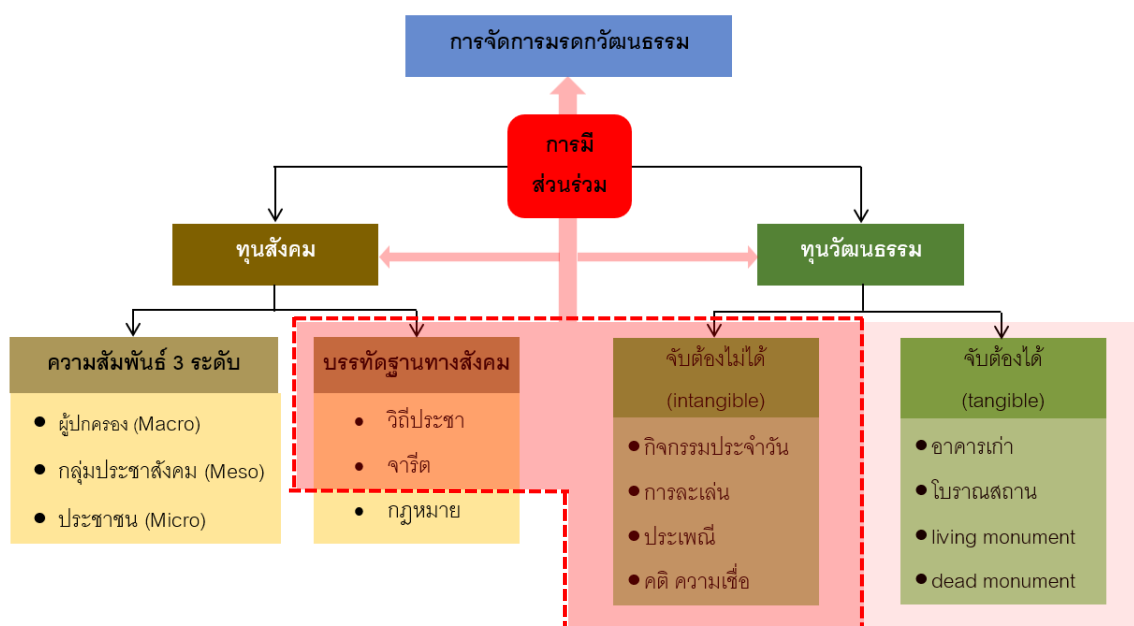 การจัดการมรดกวัฒนธรรม
การมี
ส่วนร่วม
ทุนสังคม
ทุนวัฒนธรรม
ความสัมพันธ์ 3 ระดับ
ผู้ปกครอง (Macro)
กลุ่มประชาสังคม (Meso)
ประชาชน (Micro)
บรรทัดฐานทางสังคม
วิถีประชา
จารีต
กฎหมาย
จับต้องไม่ได้
(intangible)
กิจกรรมประจำวัน
การละเล่น
ประเพณี
คติ ความเชื่อ
จับต้องได้
(tangible)
อาคารเก่า
โบราณสถาน
living monument
dead monument